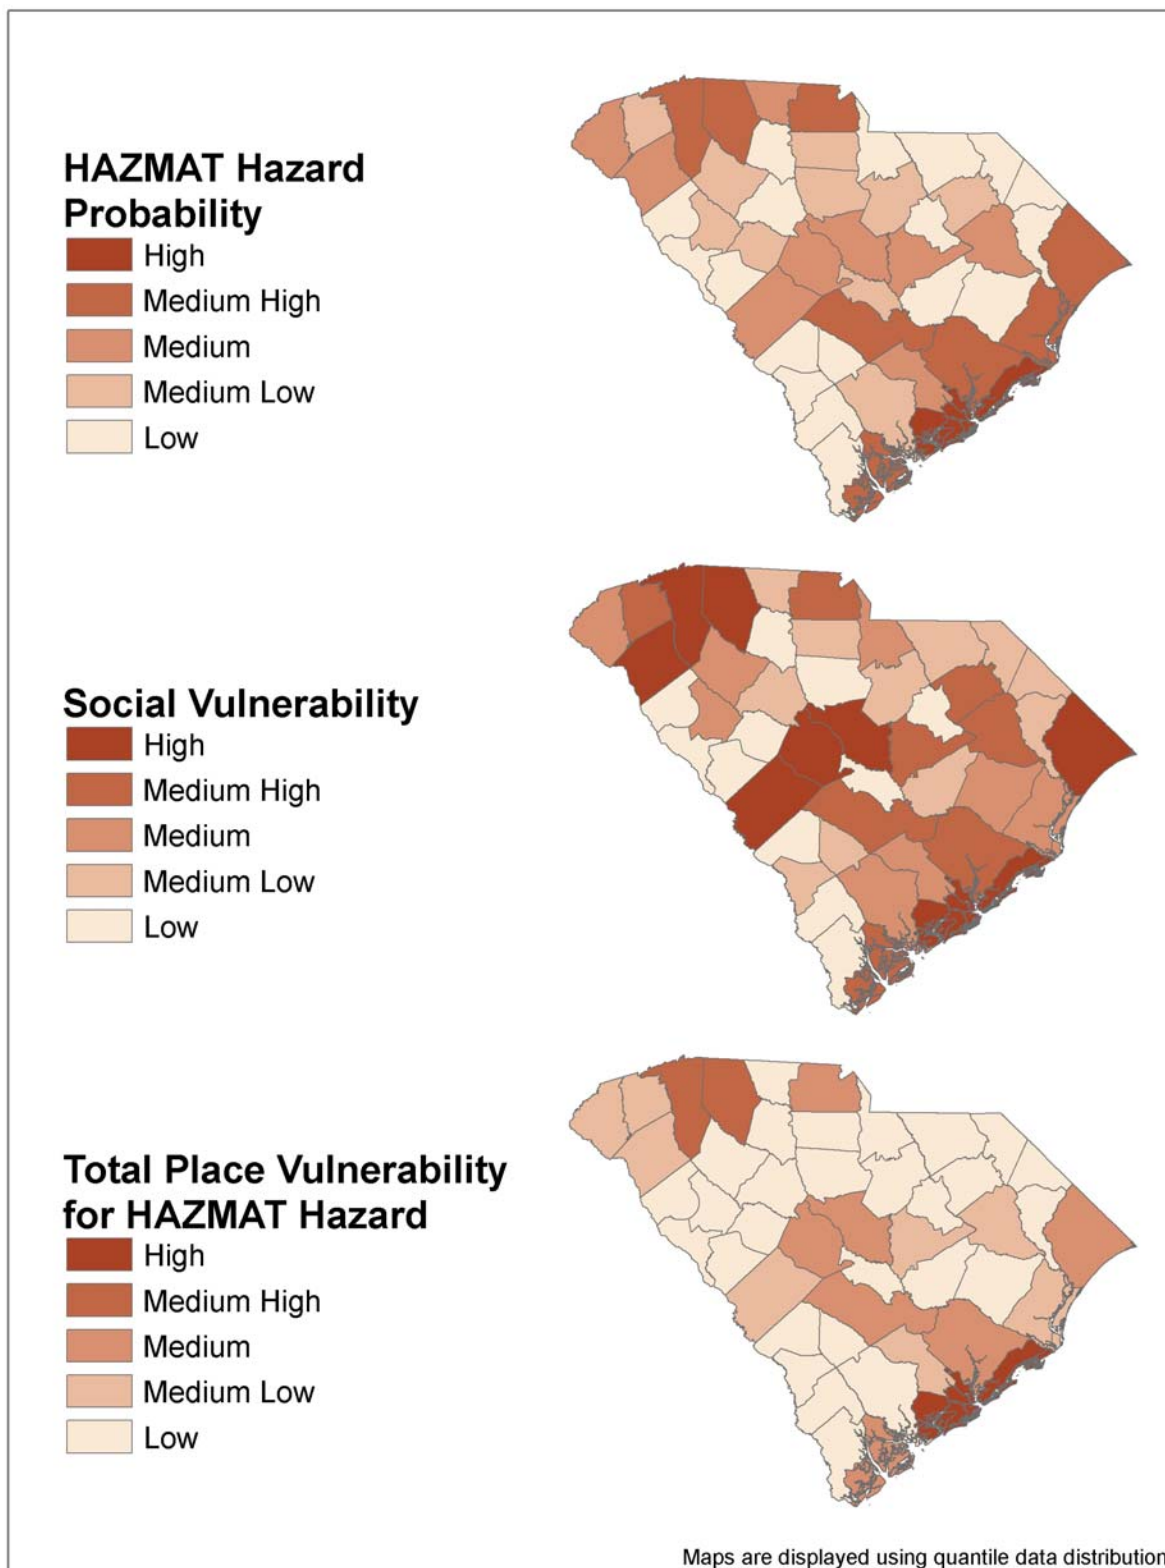 HAZMAT Hazard
Probability
High
Medium High
Medium
Medium Low
Low
Social Vulnerability
High
Medium High
Medium
Medium Low
Low
Total Place Vulnerability
for HAZMAT Hazard
High
Medium High
Medium
Medium Low
Low
Maps are displayed using quantile data distribution